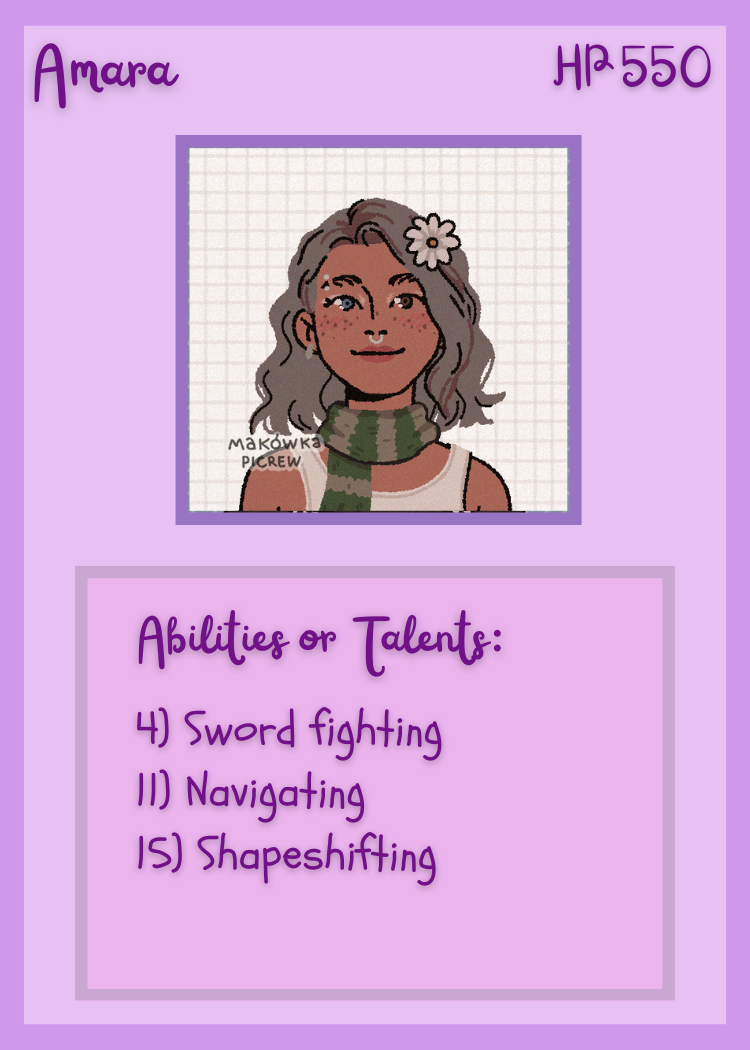 Amara
HP 550
MAKÓWKA
PICREW
Abilities or Talents:
4) Sword fighting
11) Navigating
15) Shapeshifting